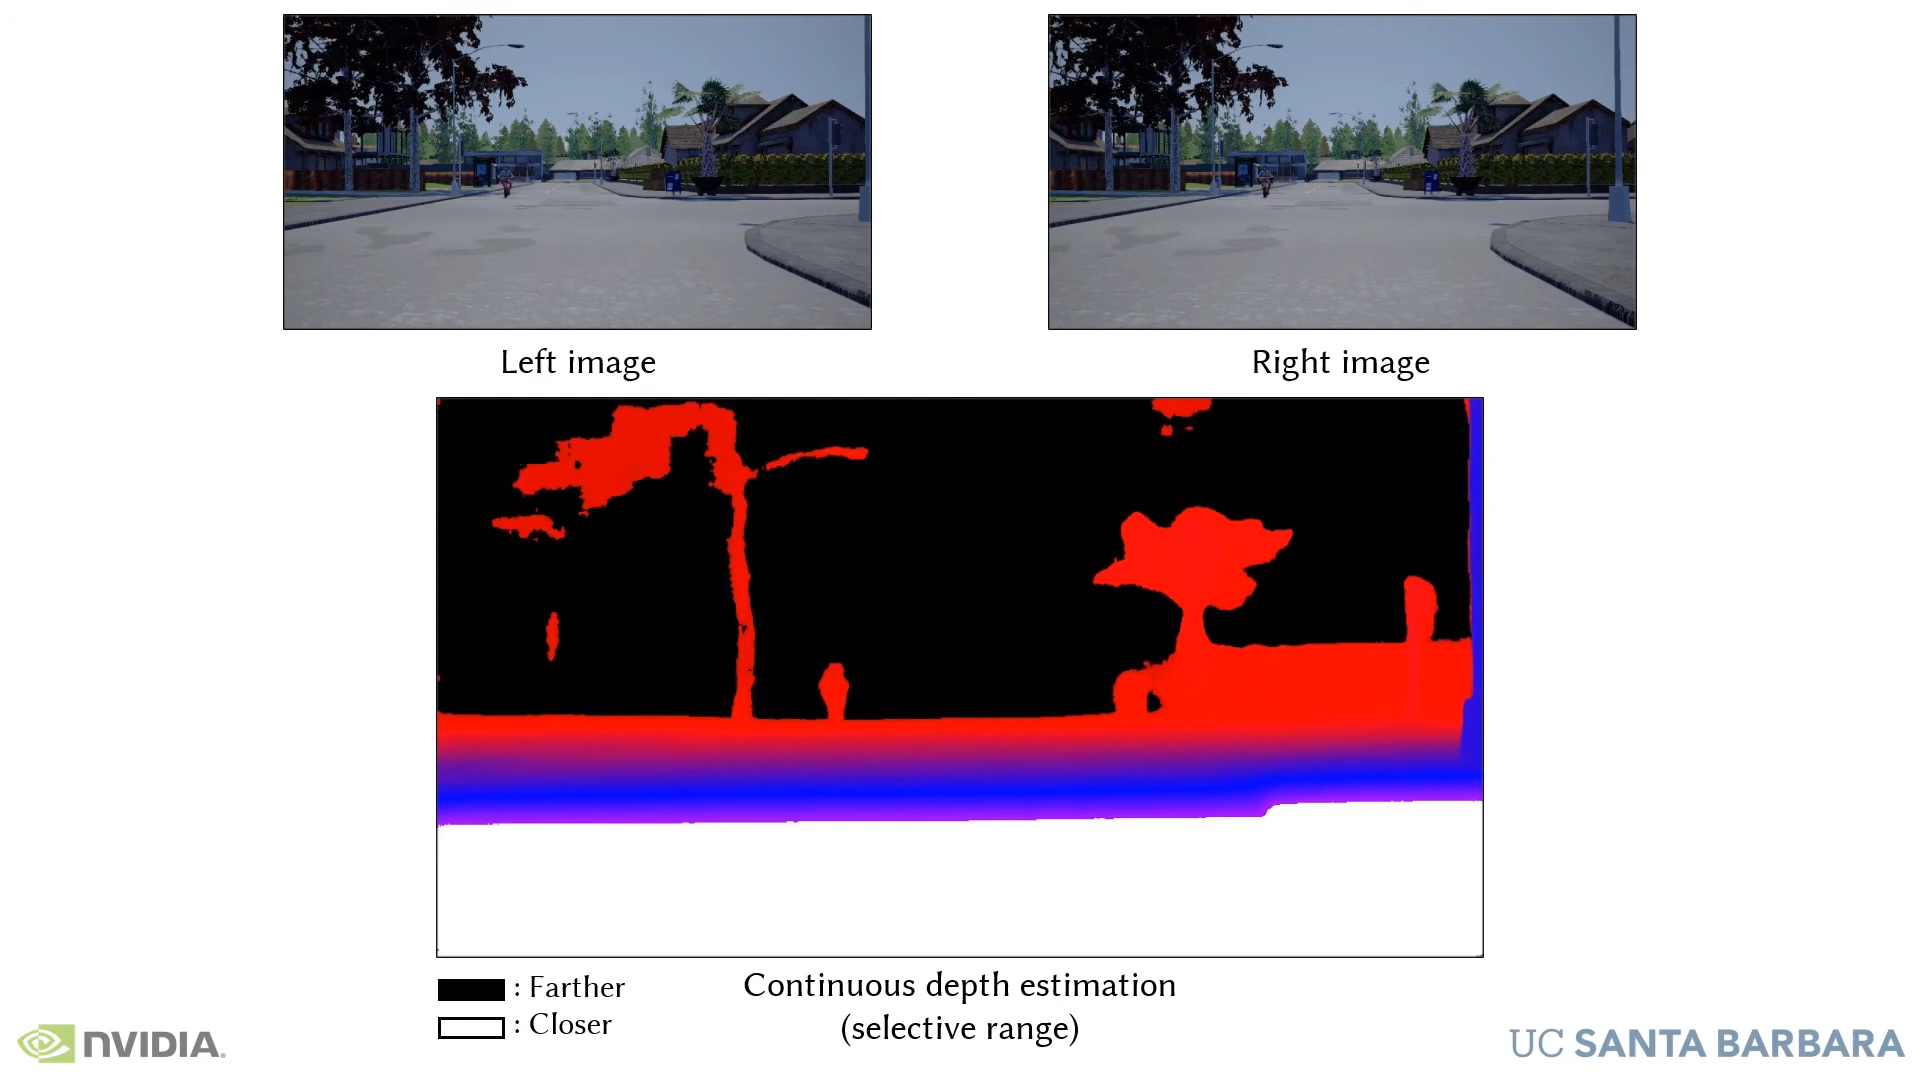 Left image
Right image
: Farther
: Closer
Continuous depth estimation
(selective range)
NVIDIA.
UC SANTA BARBARA